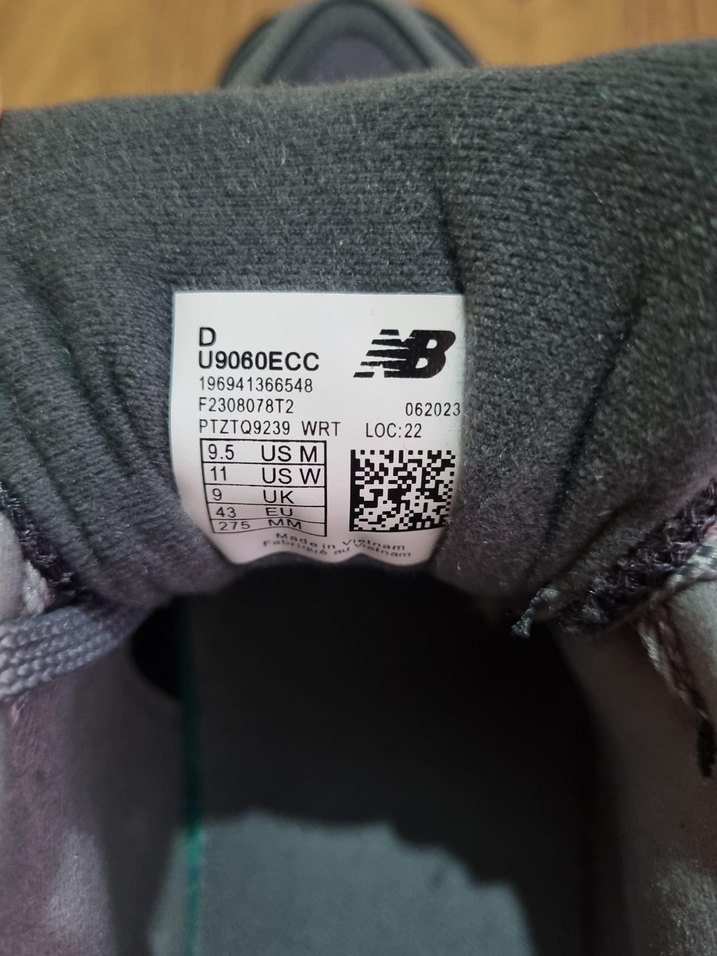 D
U9060ECC
NB
196941366548
F2308078T2 062023
PTZTQ9239 WRT LOC:22
9.5 US M
11 US W
9 UK
43 EU
275 MM
Made in Vietnam
Fabriqué au Vietnam